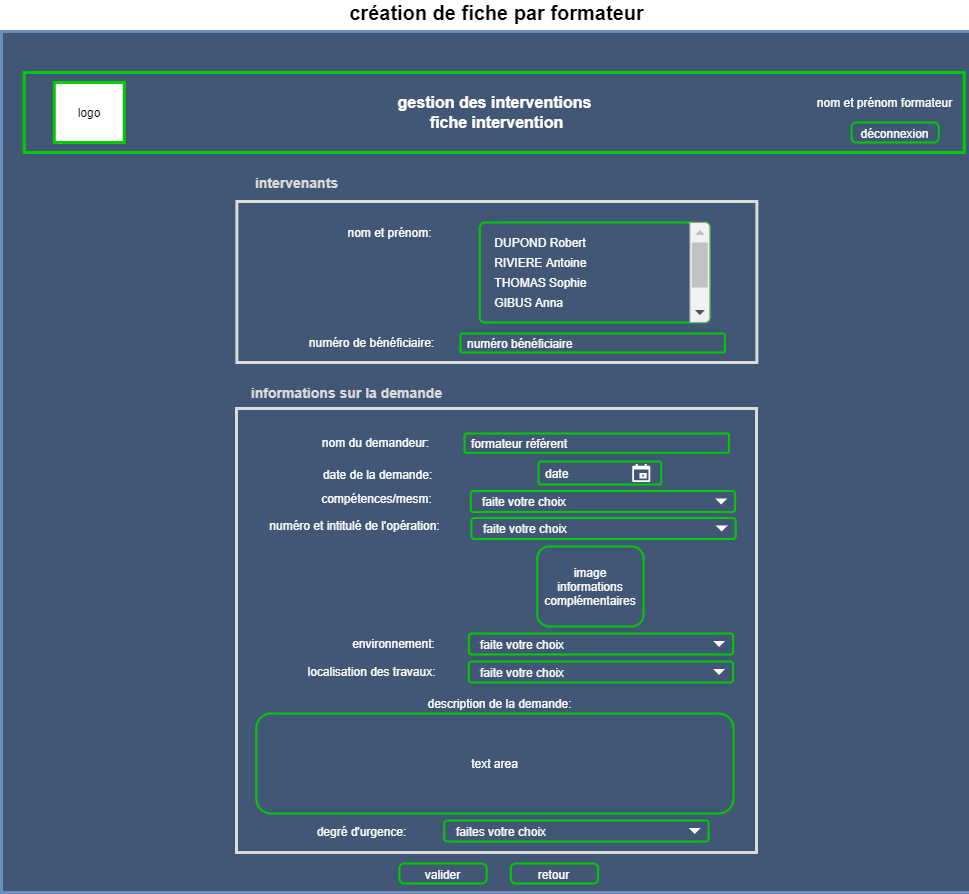 création de fiche par formateur
logo
gestion des interventions
fiche intervention
nom et prénom formateur
déconnexion
intervenants
nom et prénom:
DUPOND Robert
RIVIERE Antoine
THOMAS Sophie
GIBUS Anna
numéro de bénéficiaire: numéro bénéficiaire
informations sur la demande
nom du demandeur: formateur référent
date de la demande: date
compétences/mesm: faite votre choix
numéro et intitulé de l'opération: faite votre choix
image
informations
complémentaires
environnement: faite votre choix
localisation des travaux: faite votre choix
description de la demande:
text area
degré d'urgence: faites votre choix
valider retour